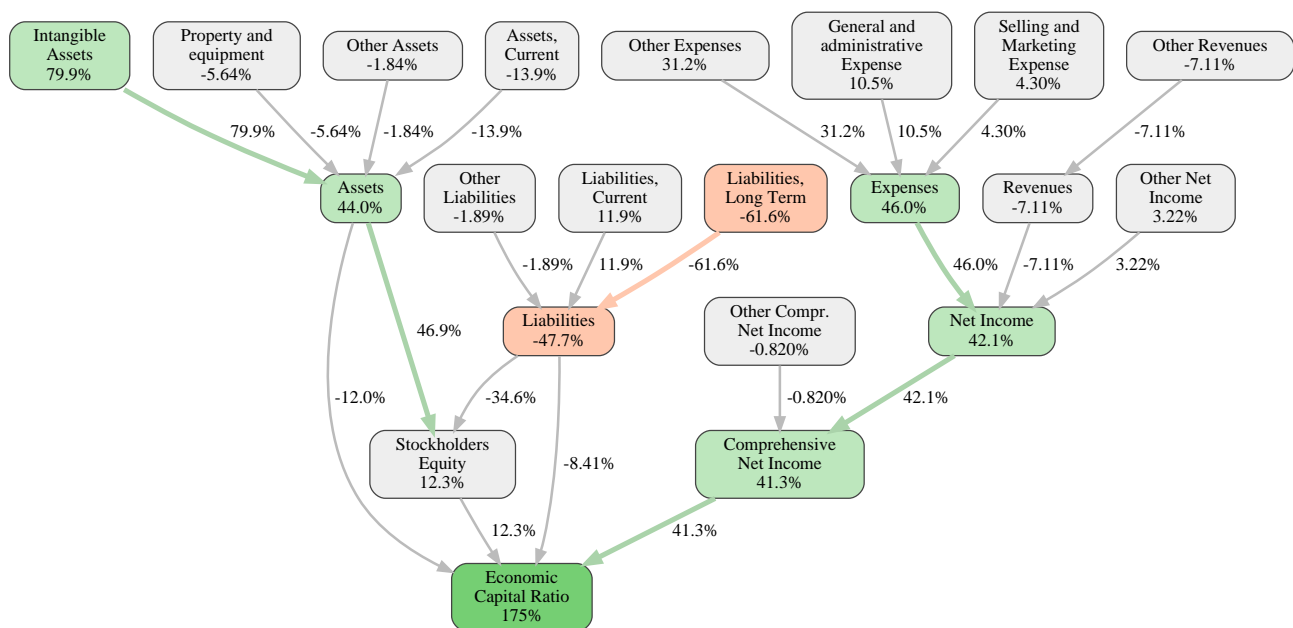 Intangible
Assets
79.9%
Property and
equipment
-5.64%
Other Assets
-1.84%
Assets,
Current
-13.9%
Other Expenses
31.2%
General and
administrative
Expense
10.5%
Selling and
Marketing
Expense
4.30%
Other Revenues
-7.11%
79.9%
-5.64%
-1.84%
-13.9%
31.2%
10.5%
4.30%
-7.11%
Assets
44.0%
Other
Liabilities
-1.89%
Liabilities,
Current
11.9%
Liabilities,
Long Term
-61.6%
Expenses
46.0%
Revenues
-7.11%
Other Net
Income
3.22%
-1.89%
11.9%
-61.6%
46.0%
-7.11%
3.22%
46.9%
Liabilities
-47.7%
Other Compr.
Net Income
-0.820%
Net Income
42.1%
-12.0%
-34.6%
-0.820%
42.1%
Stockholders
Equity
12.3%
-8.41%
Comprehensive
Net Income
41.3%
12.3%
41.3%
Economic
Capital Ratio
175%